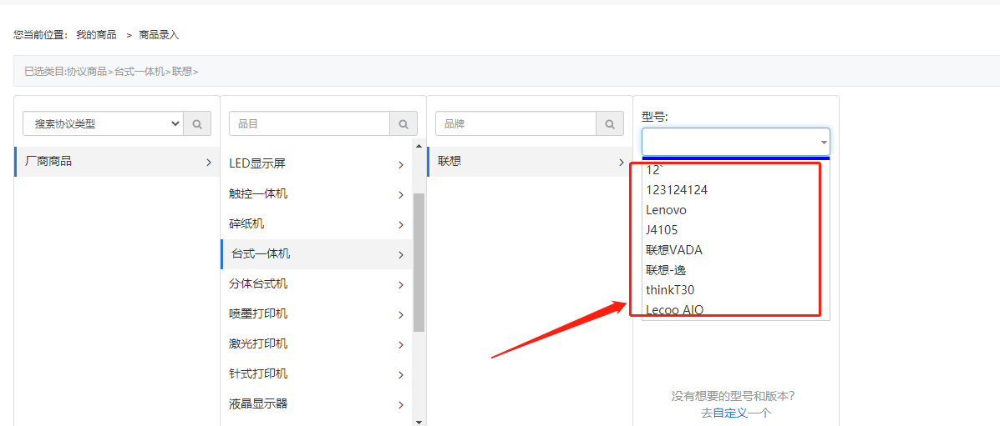 您当前位置： 我的商品 > 商品录入
已选类目:协议商品>台式一体机>联想>
搜索协议类型
厂商商品
品目
LED显示屏
触控一体机
碎纸机
台式一体机
分体台式机
喷墨打印机
激光打印机
针式打印机
液晶显示器
品牌
联想
型号:
12`
123124124
Lenovo
J4105
联想VADA
联想-逸
thinkT30
Lecoo AIO
没有想要的型号和版本?
去自定义一个